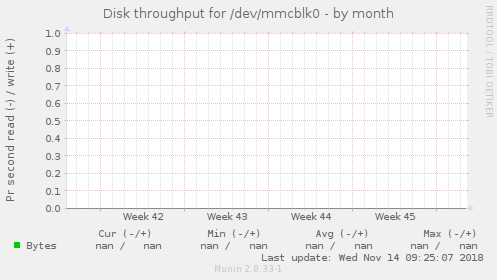 Disk throughput for /dev/mmcblk0 - by month
RRDTOOL / TOBI OETIKER
Pr second read (-) / write (+)
1.0
0.9
0.8
0.7
0.6
0.5
0.4
0.3
0.2
0.1
0.0
Week 42 Week 43 Week 44 Week 45
Cur (-/+) Min (-/+) Avg (-/+) Max (-/+)
Bytes nan / nan nan / nan nan / nan nan / nan
Last update: Wed Nov 14 09:25:07 2018
Munin 2.0.33-1